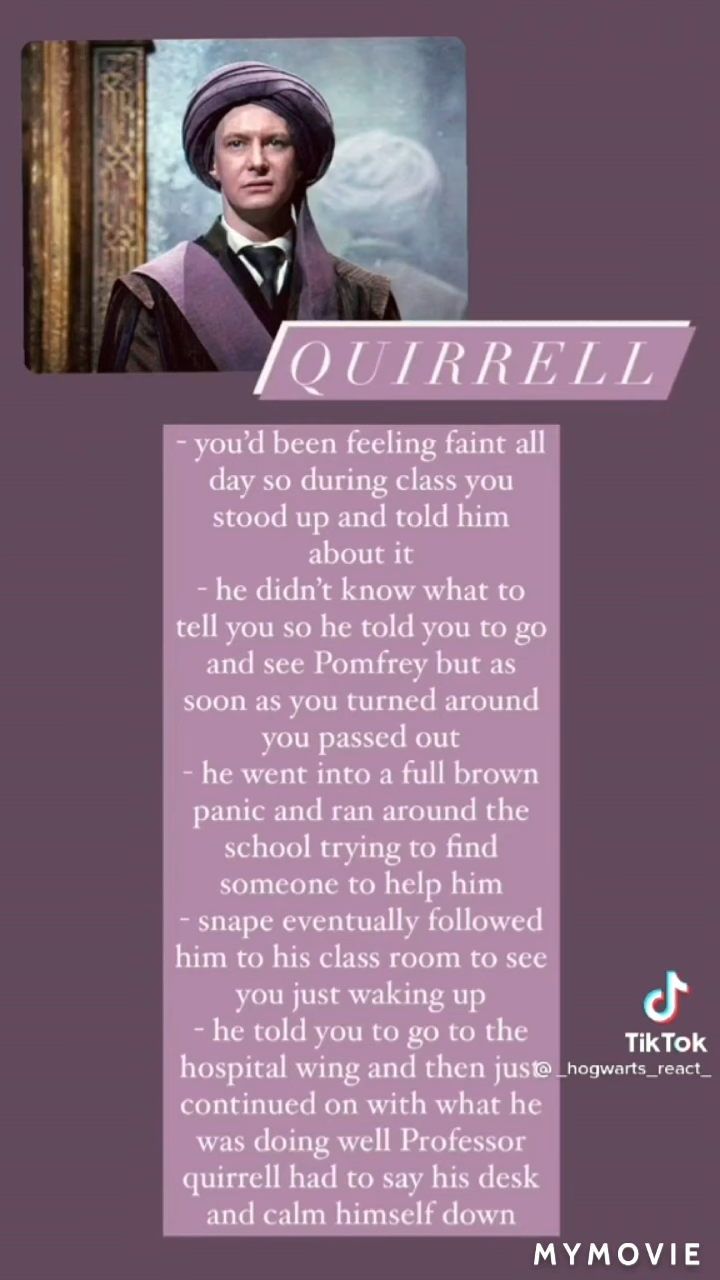 QUIRRELL
- you'd been feeling faint all
day so during class you
stood up and told him
about it
- he didn't know what to
tell you so he told you to go
and see Pomfrey but as
soon as you turned around
you passed out
- he went into a full brown
panic and ran around the
school trying to find
someone to help him
- snape eventually followed
him to his class room to see
you just waking up
- he told you to go to the
hospital wing and then just
continued on with what he
was doing well Professor
quirrell had to say his desk
and calm himself down
TikTok
@_hogwarts_react_
MYMOVIE